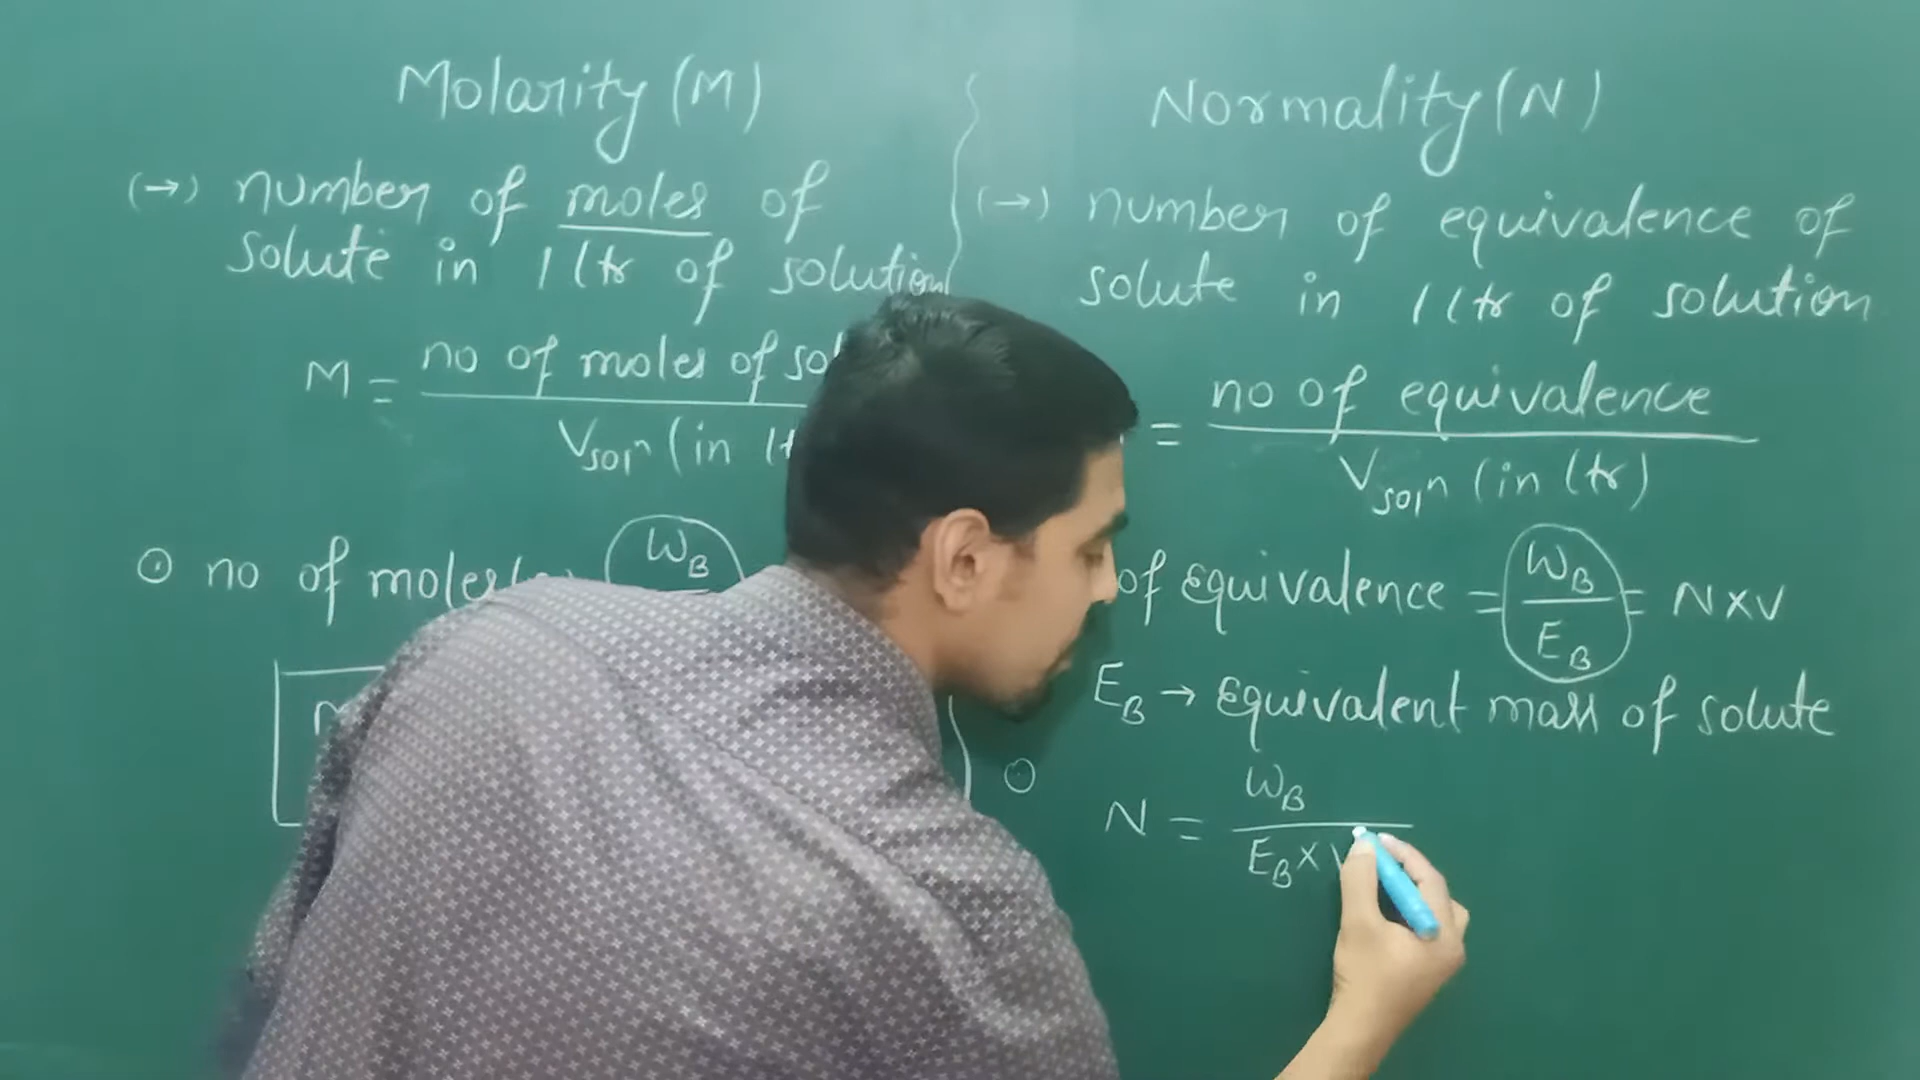 Molarity (M)
(→) number of moles of
solute in 1 ltr of solution
M = no of moles of
Vsoln (in
⊙ no of moles
WB
Normality (N)
(→) number of equivalence of
solute in 1 ltr of solution
= no of equivalence
Vsoln (in ltr)
of equivalence = WB / EB = N×V
EB → Equivalent mass of solute
⊙ N = WB
EB × V